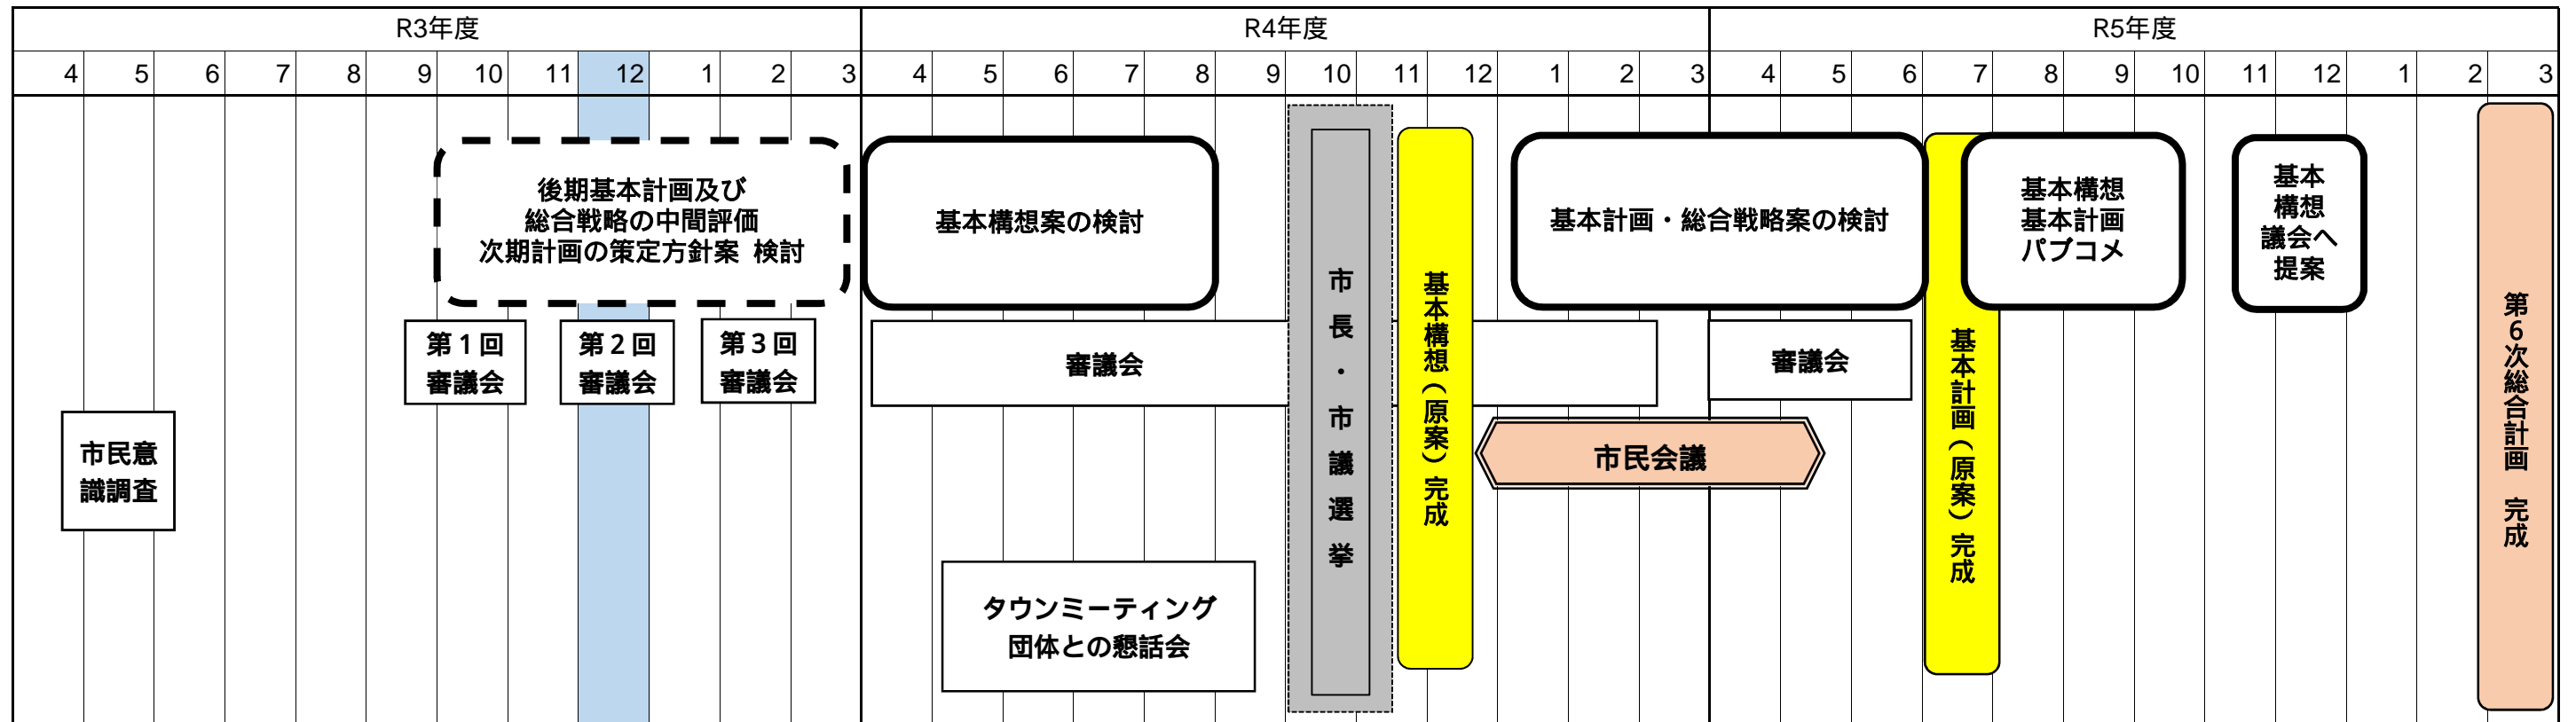 R3年度 R4年度 R5年度
4 5 6 7 8 9 10 11 12 1 2 3 4 5 6 7 8 9 10 11 12 1 2 3 4 5 6 7 8 9 10 11 12 1 2 3
後期基本計画及び
総合戦略の中間評価
次期計画の策定方針案 検討
基本構想案の検討
市長・市議選挙
基本構想（原案）完成
基本計画・総合戦略案の検討
基本計画（原案）完成
基本構想
基本計画
パブコメ
基本
構想
議会へ
提案
第6次総合計画 完成
第1回
審議会
第2回
審議会
第3回
審議会
審議会
審議会
市民意
識調査
市民会議
タウンミーティング
団体との懇話会